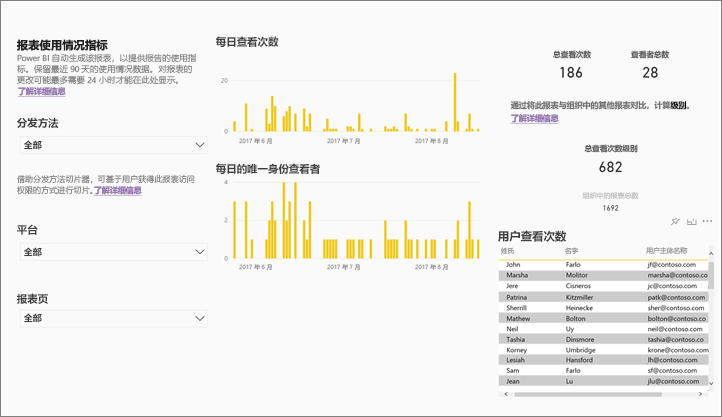 报表使用情况指标
Power BI 自动生成该报表，以提供报告的使用指
标。保留最近 90 天的使用情况数据。对报表的
更改可能最多需要 24 小时才能在此处显示。
了解详细信息
分发方法
全部
借助分发方法切片器，可基于用户获得此报表访问
权限的方式进行切片。了解详细信息
平台
全部
报表页
全部
每日查看次数
20
0
2017 年 6 月 2017 年 7 月 2017 年 8 月
每日的唯一身份查看者
4
2
0
2017 年 6 月 2017 年 7 月 2017 年 8 月
总查看次数 查看者总数
186 28
通过将此报表与组织中的其他报表对比，计算级别。
了解详细信息
总查看次数级别
682
组织中的报表总数
1692
用户查看次数
姓氏 名字 用户主体名称
John Farlo jf@contoso.com
Marsha Molitor marsha@contoso.co
Jere Cisneros jc@contoso.com
Patrina Kitzmiller patk@contoso.com
Sherrill Heinecke sher@contoso.com
Mathew Bolton bolton@contoso.com
Neil Uy neil@contoso.com
Tashia Dinsmore tashia@contoso.co
Korney Umbridge krone@contoso.com
Lesiah Hansford lh@contoso.com
Sam Farlo sf@contoso.com
Jean Lu jlu@contoso.com